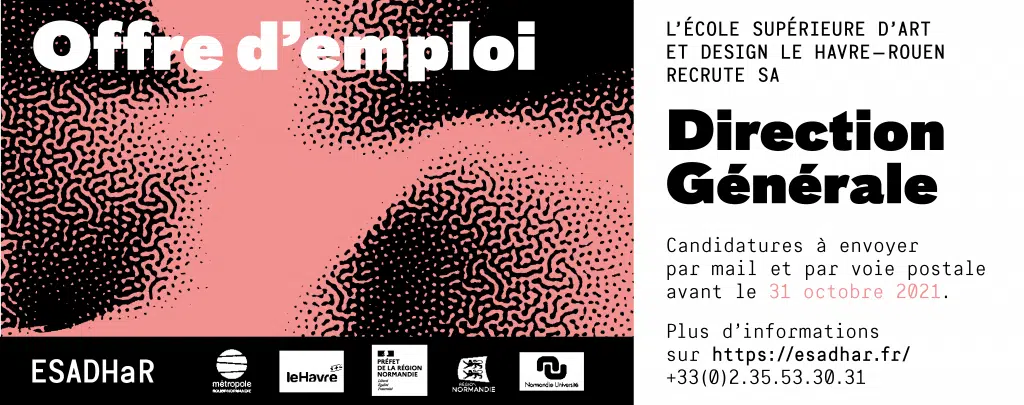 Offre d'emploi
L'ÉCOLE SUPÉRIEURE D'ART
ET DESIGN LE HAVRE–ROUEN
RECRUTE SA
Direction
Générale
Candidatures à envoyer
par mail et par voie postale
avant le 31 octobre 2021.
Plus d'informations
sur https://esadhar.fr/
+33(0)2.35.53.30.31
ESADHaR
métropole
ROUENNORMANDIE
leHavre
PRÉFET
DE LA RÉGION
NORMANDIE
Liberté
Égalité
Fraternité
RÉGION
NORMANDIE
Normandie Université